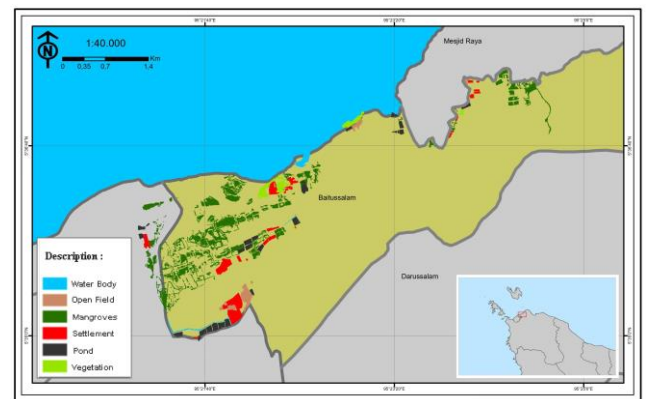 1:40.000
0 0,35 0,7 1,4
Km
N
Mesjid Raya
Baitussalam
Darussalam
Description :
Water Body
Open Field
Mangroves
Settlement
Pond
Vegetation